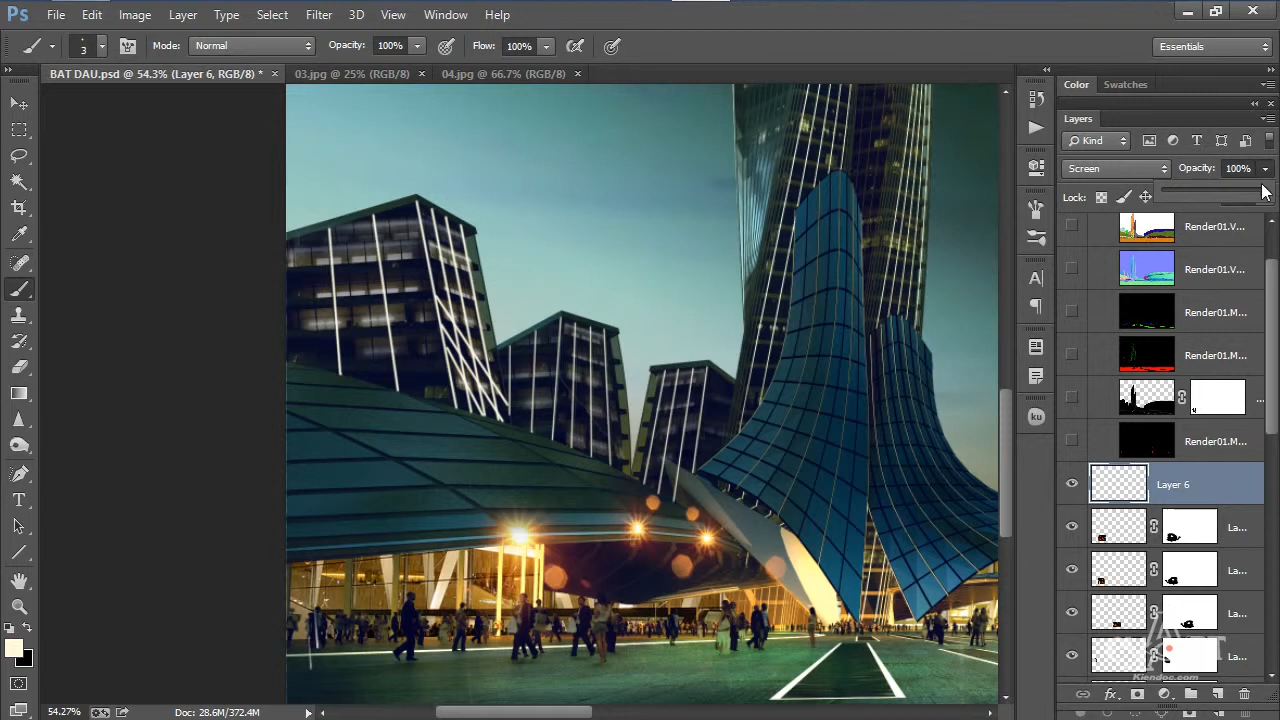 Ps File Edit Image Layer Type Select Filter 3D View Window Help
3 Mode: Normal Opacity: 100% Flow: 100% Essentials
BAT DAU.psd @ 54.3% (Layer 6, RGB/8) * × 03.jpg @ 25% (RGB/8) × 04.jpg @ 66.7% (RGB/8) ×
Color Swatches
Layers
Kind
Screen Opacity: 100%
Lock:
Render01.V...
Render01.V...
Render01.M...
Render01.M...
...
Render01.M...
Layer 6
La...
La...
La...
La...
Kiendoc.com
54.27% Doc: 28.6M/372.4M